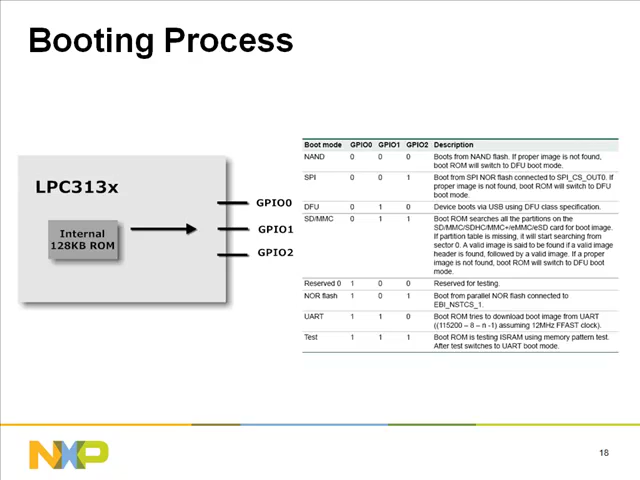 Booting Process
LPC313x
Internal
128KB ROM
GPIO0
GPIO1
GPIO2
Boot mode GPIO0 GPIO1 GPIO2 Description
NAND 0 0 0 Boots from NAND flash. If proper image is not found,
boot ROM will switch to DFU boot mode.
SPI 0 0 1 Boot from SPI NOR flash connected to SPI_CS_OUT0. If
proper image is not found, boot ROM will switch to DFU
boot mode.
DFU 0 1 0 Device boots via USB using DFU class specification.
SD/MMC 0 1 1 Boot ROM searches all the partitions on the
SD/MMC/SDHC/MMC+/eMMC/eSD card for boot image.
If partition table is missing, it will start searching from
sector 0. A valid image is said to be found if a valid image
header is found, followed by a valid image. If a proper
image is not found, boot ROM will switch to DFU boot
mode.
Reserved 0 1 0 0 Reserved for testing.
NOR flash 1 0 1 Boot from parallel NOR flash connected to
EBI_NSTCS_1.
UART 1 1 0 Boot ROM tries to download boot image from UART
((115200 – 8 – n -1) assuming 12MHz FFAST clock).
Test 1 1 1 Boot ROM is testing ISRAM using memory pattern test.
After test switches to UART boot mode.
NXP
18